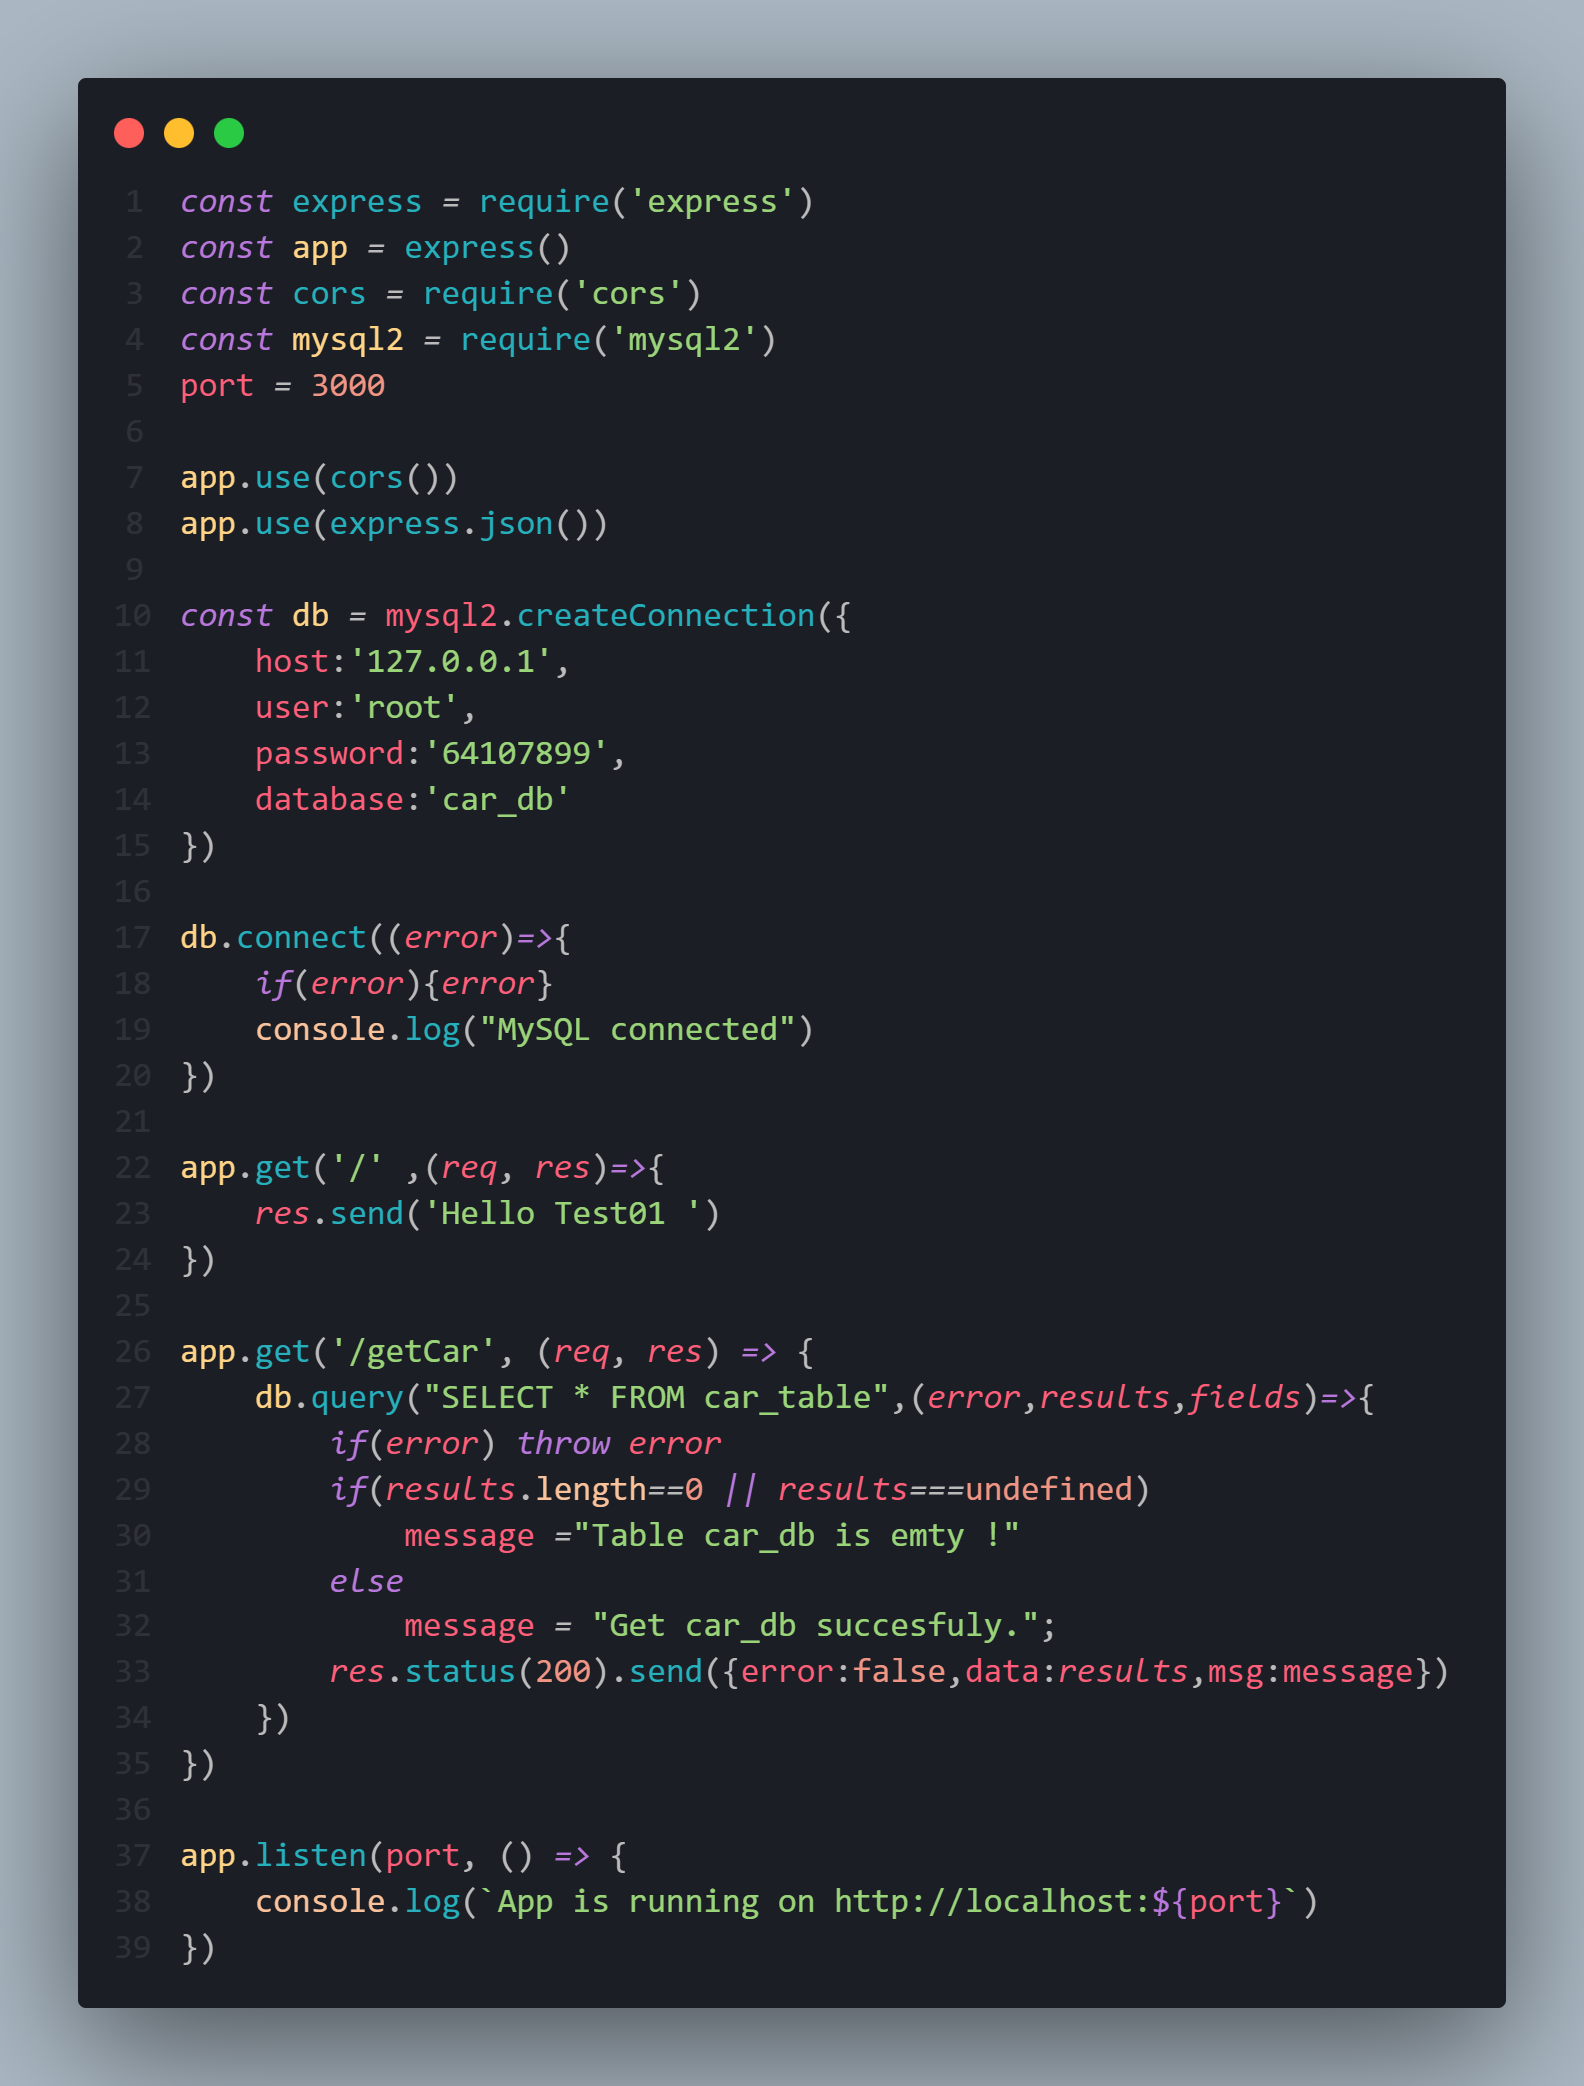 1 const express = require('express')
2 const app = express()
3 const cors = require('cors')
4 const mysql2 = require('mysql2')
5 port = 3000
6
7 app.use(cors())
8 app.use(express.json())
9
10 const db = mysql2.createConnection({
11     host:'127.0.0.1',
12     user:'root',
13     password:'64107899',
14     database:'car_db'
15 })
16
17 db.connect((error)=>{
18     if(error){error}
19     console.log("MySQL connected")
20 })
21
22 app.get('/' ,(req, res)=>{
23     res.send('Hello Test01 ')
24 })
25
26 app.get('/getCar', (req, res) => {
27     db.query("SELECT * FROM car_table",(error,results,fields)=>{
28         if(error) throw error
29         if(results.length==0 || results===undefined)
30             message ="Table car_db is emty !"
31         else
32             message = "Get car_db succesfuly.";
33         res.status(200).send({error:false,data:results,msg:message})
34     })
35 })
36
37 app.listen(port, () => {
38     console.log(`App is running on http://localhost:${port}`)
39 })